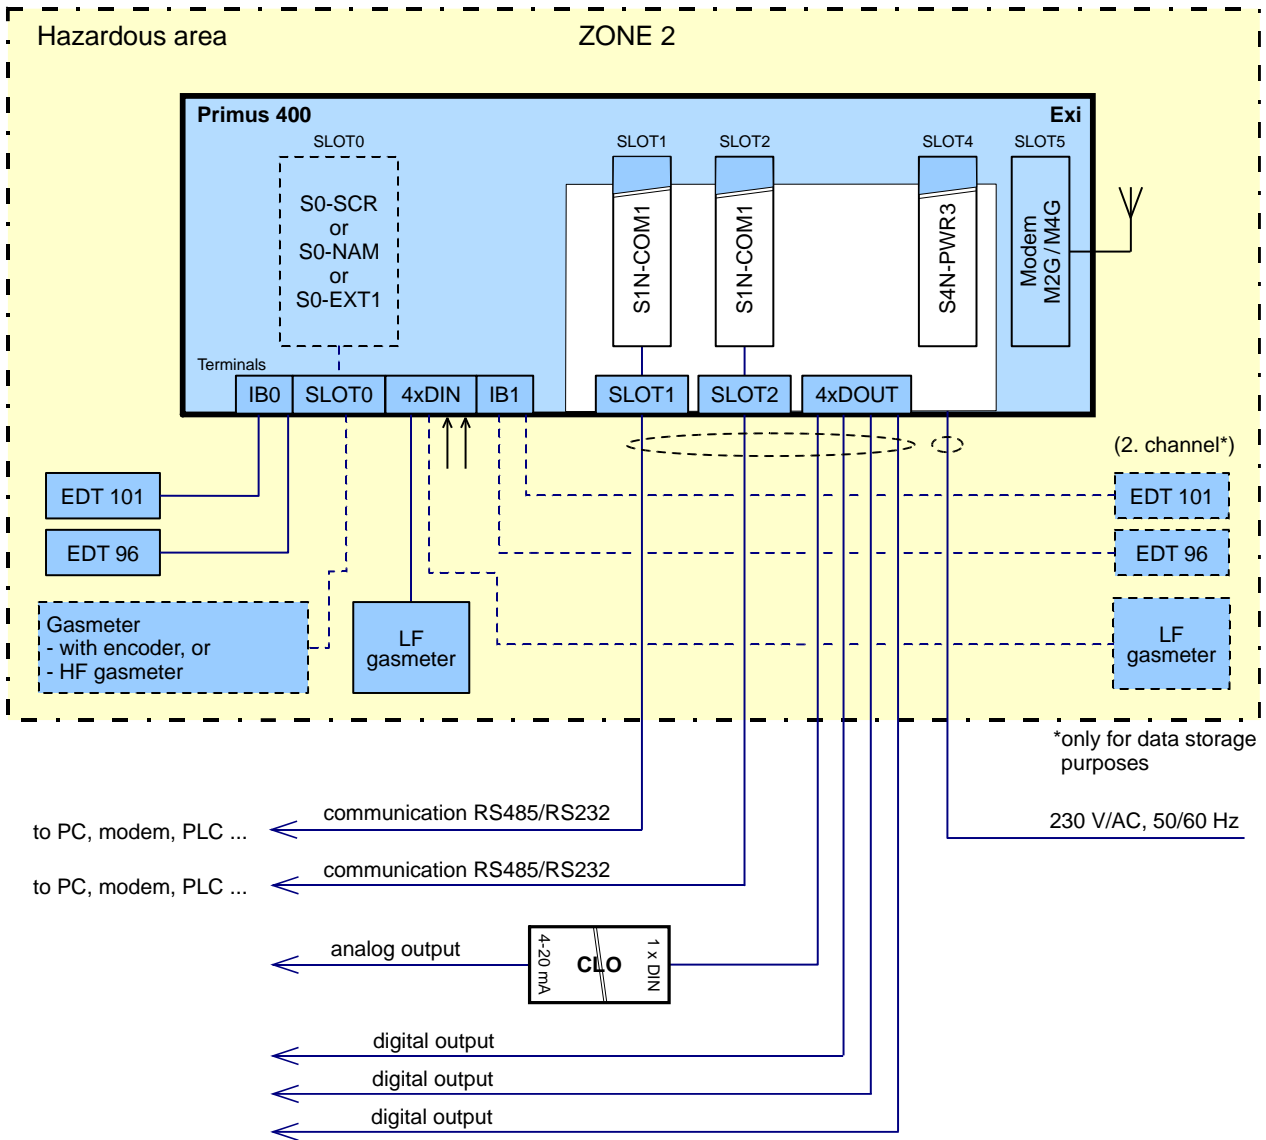 Hazardous area
ZONE 2
Primus 400
Exi
SLOT0
SLOT1
SLOT2
SLOT4
SLOT5
S0-SCR
or
S0-NAM
or
S0-EXT1
S1N-COM1
S1N-COM1
S4N-PWR3
Modem
M2G / M4G
Terminals
IB0
SLOT0
4xDIN
IB1
SLOT1
SLOT2
4xDOUT
(2. channel*)
EDT 101
EDT 101
EDT 96
EDT 96
Gasmeter
- with encoder, or
- HF gasmeter
LF
gasmeter
LF
gasmeter
*only for data storage
purposes
communication RS485/RS232
to PC, modem, PLC ...
230 V/AC, 50/60 Hz
communication RS485/RS232
to PC, modem, PLC ...
analog output
4-20 mA
CLO
1 x DIN
digital output
digital output
digital output